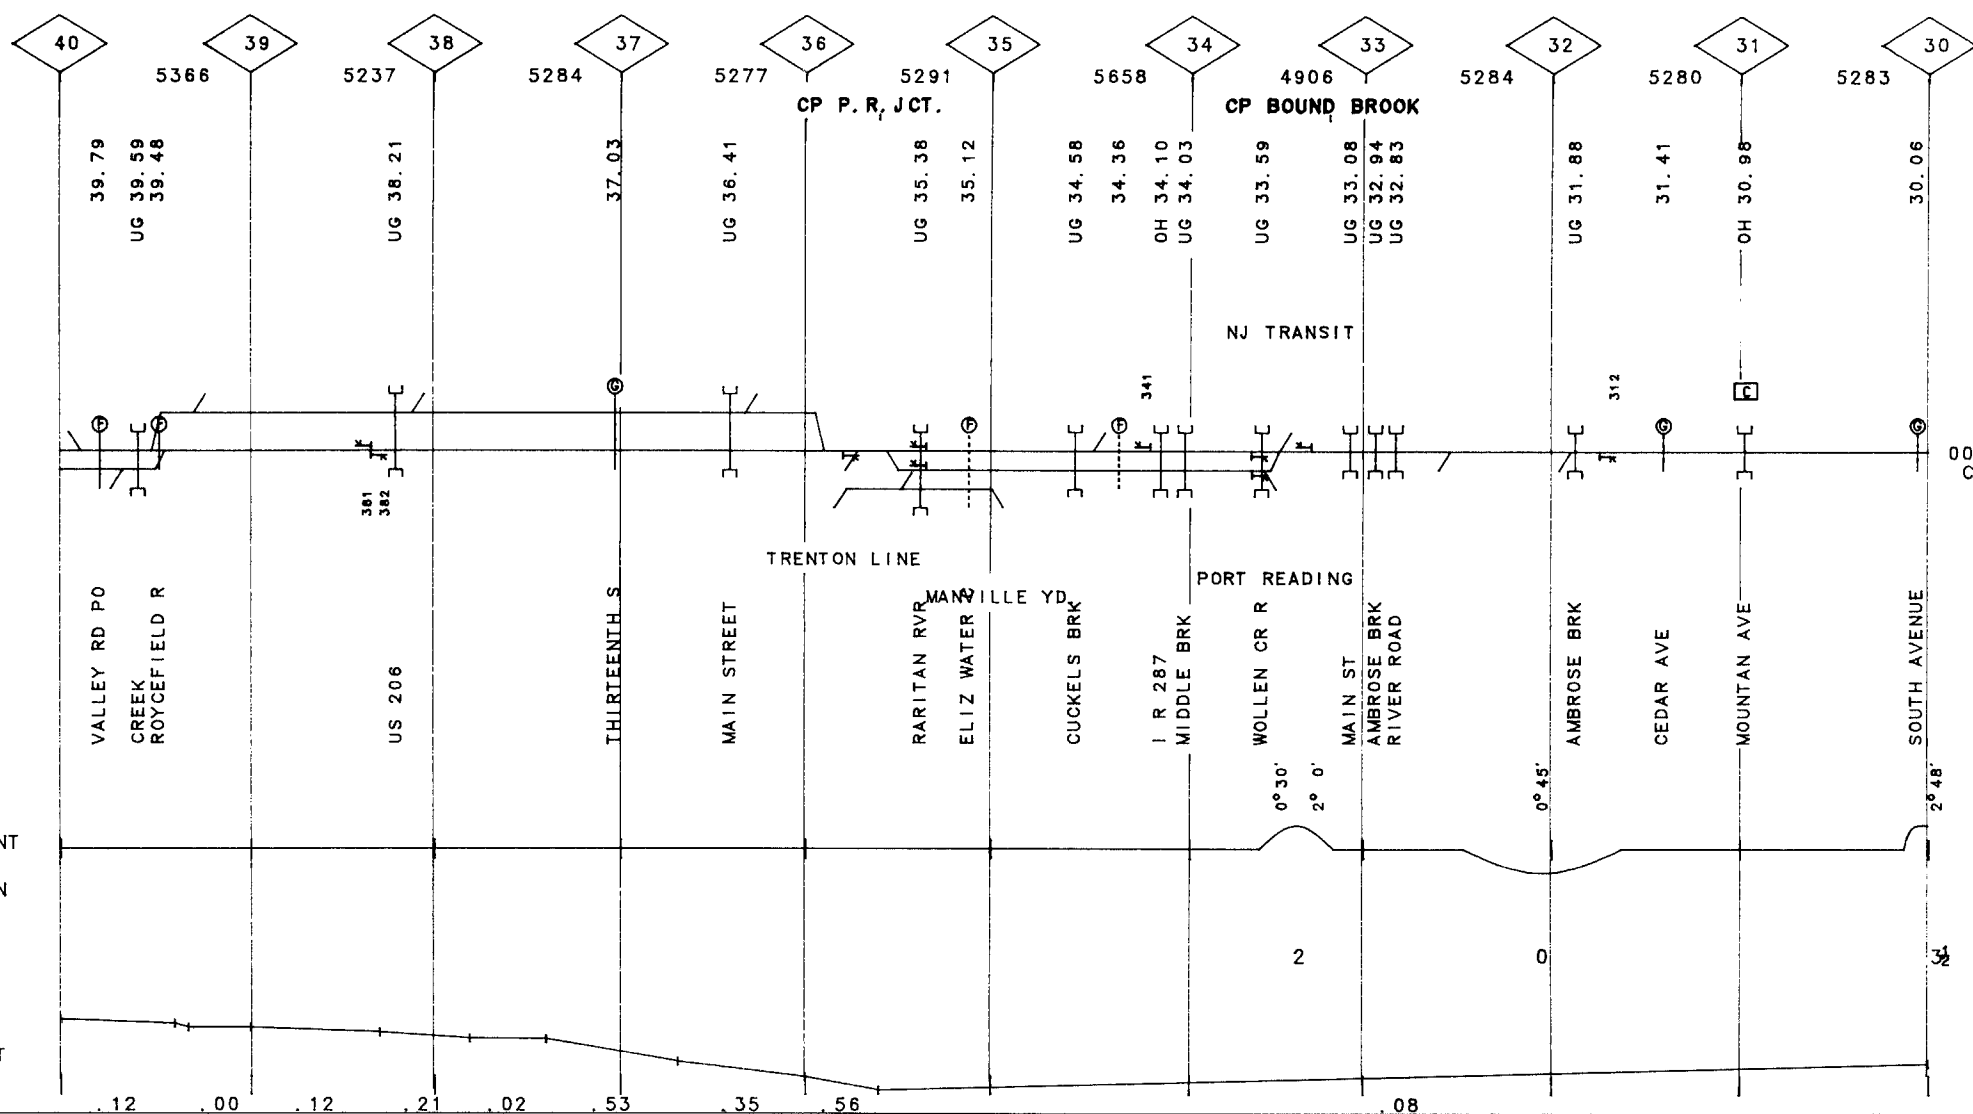 40 39 38 37 36 35 34 33 32 31 30
5366 5237 5284 5277 5291 5658 4906 5284 5280 5283
CP P.R. JCT. CP BOUND BROOK
39.79
UG 39.59
39.48
UG 38.21
37.03
UG 36.41
UG 35.38
35.12
UG 34.58
34.36
OH 34.10
UG 34.03
UG 33.59
UG 33.08
UG 32.94
UG 32.83
UG 31.88
31.41
OH 30.98
30.06
NJ TRANSIT
341
312
G
C
F
F
F
F
G
G
00
C
381
382
TRENTON LINE
PORT READING
MANVILLE YD
VALLEY RD PO
CREEK
ROYCEFIELD R
US 206
THIRTEENTH S
MAIN STREET
RARITAN RVR
ELIZ WATER
CUCKELS BRK
I R 287
MIDDLE BRK
WOLLEN CR R
MAIN ST
AMBROSE BRK
RIVER ROAD
AMBROSE BRK
CEDAR AVE
MOUNTAN AVE
SOUTH AVENUE
0°30'
2° 0'
0°45'
2°48'
NT
N
2 0 3½
T
.12 .00 .12 .21 .02 .53 .35 .56 .08